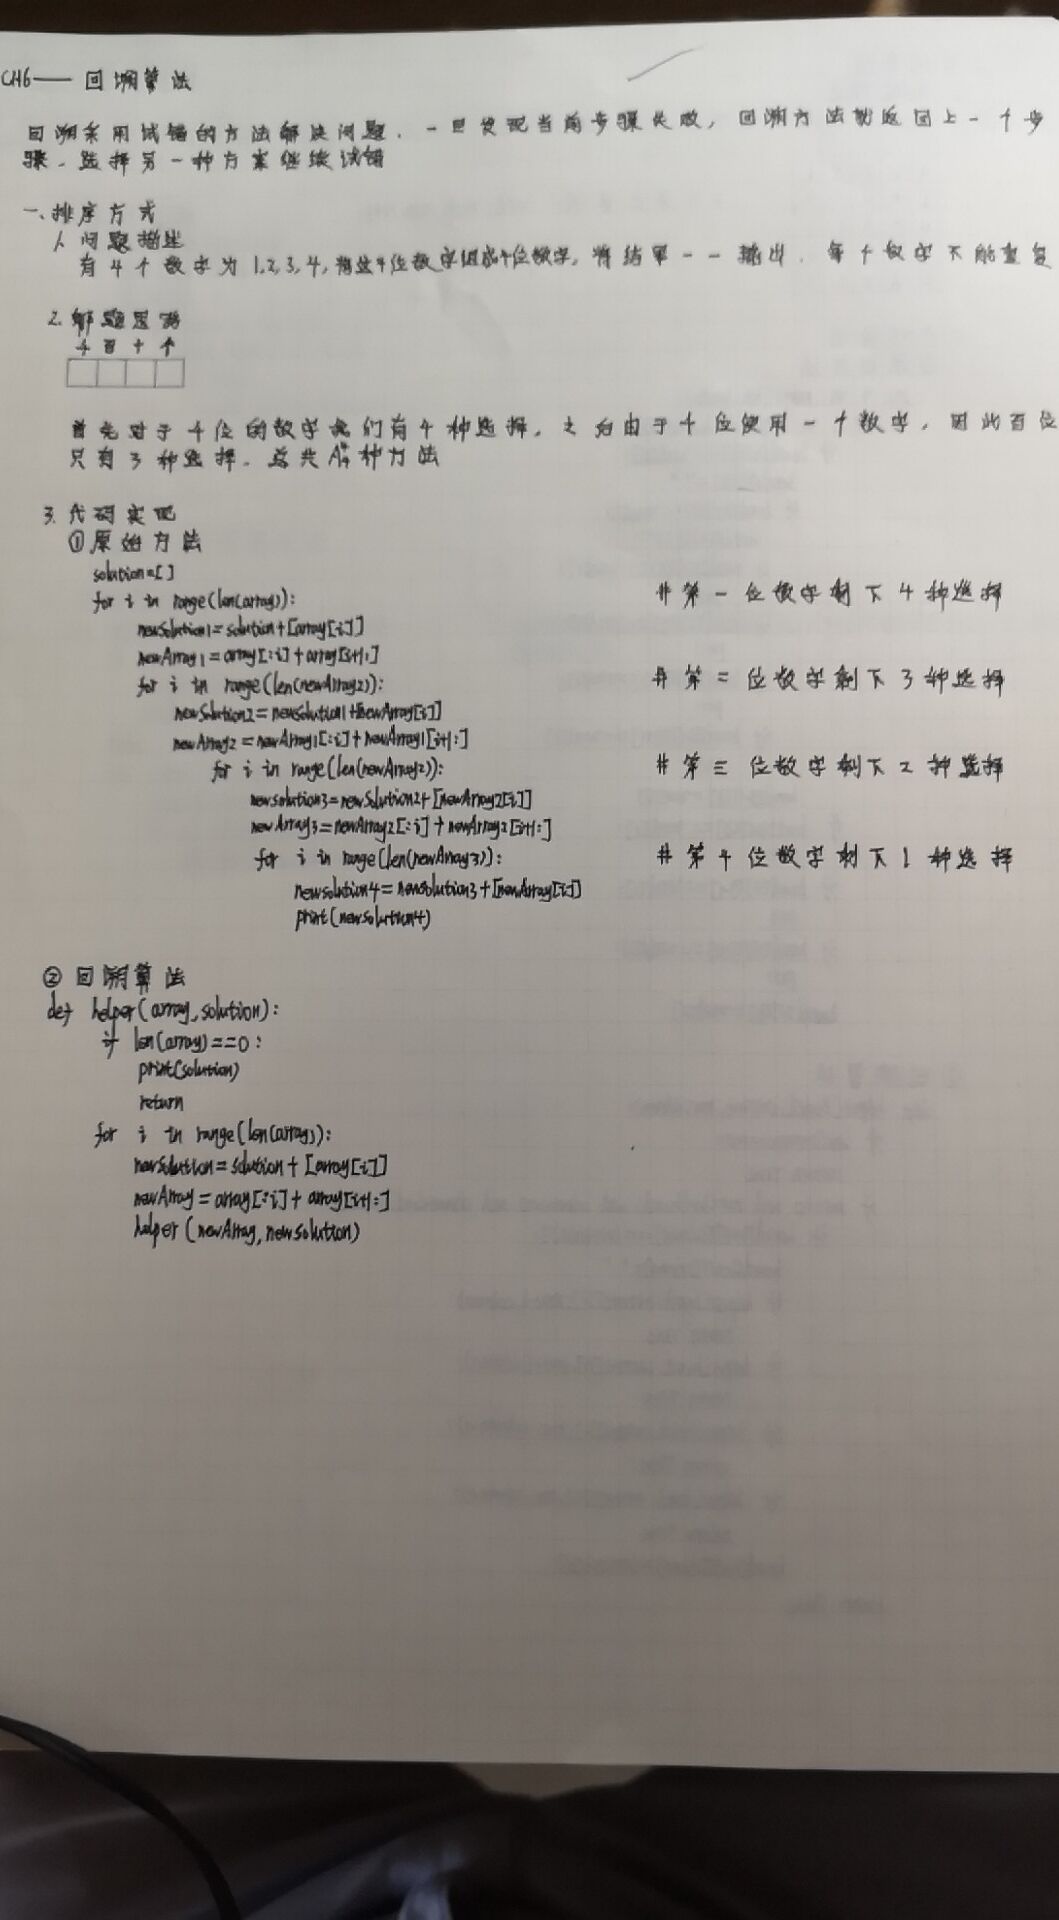 CH6—— 回溯算法
回溯采用试错的方法解决问题. 一旦发现当前步骤失败, 回溯方法就返回上一个步
骤, 选择另一种方案继续试错
一、排序方式
1. 问题描述
有4个数字为1,2,3,4, 将这4位数字组成4位数字, 将结果一一输出. 每个数字不能重复
2. 解题思路
千 百 十 个
首先对于千位的数字我们有4种选择, 之后由于千位使用一个数字, 因此百位
只有3种选择. 总共A⁴₄种方法
3. 代码实现
①原始方法
solution=[]
for i in range(len(array)): #第一位数字剩下4种选择
newSolution1=solution+[array[i]]
newArray1=array[:i]+array[i+1:]
for i in range(len(newArray2)): #第二位数字剩下3种选择
newSolution2=newsolution1+[newArray[i]]
newArray2=newArray1[:i]+newArray1[i+1:]
for i in range(len(newArray2)): #第三位数字剩下2种选择
newsolution3=newSolution2+[newArray2[i]]
newArray3=newArray2[:i]+newArray2[i+1:]
for i in range(len(newArray3)): #第4位数字剩下1种选择
newsolution4=newsolution3+[newArray[i]]
print(newsolution4)
② 回溯算法
def helper(array,solution):
if len(array)==0:
print(solution)
return
for i in range(len(array)):
newSolution=solution+[array[i]]
newArray=array[:i]+array[i+1:]
helper(newArray,newsolution)